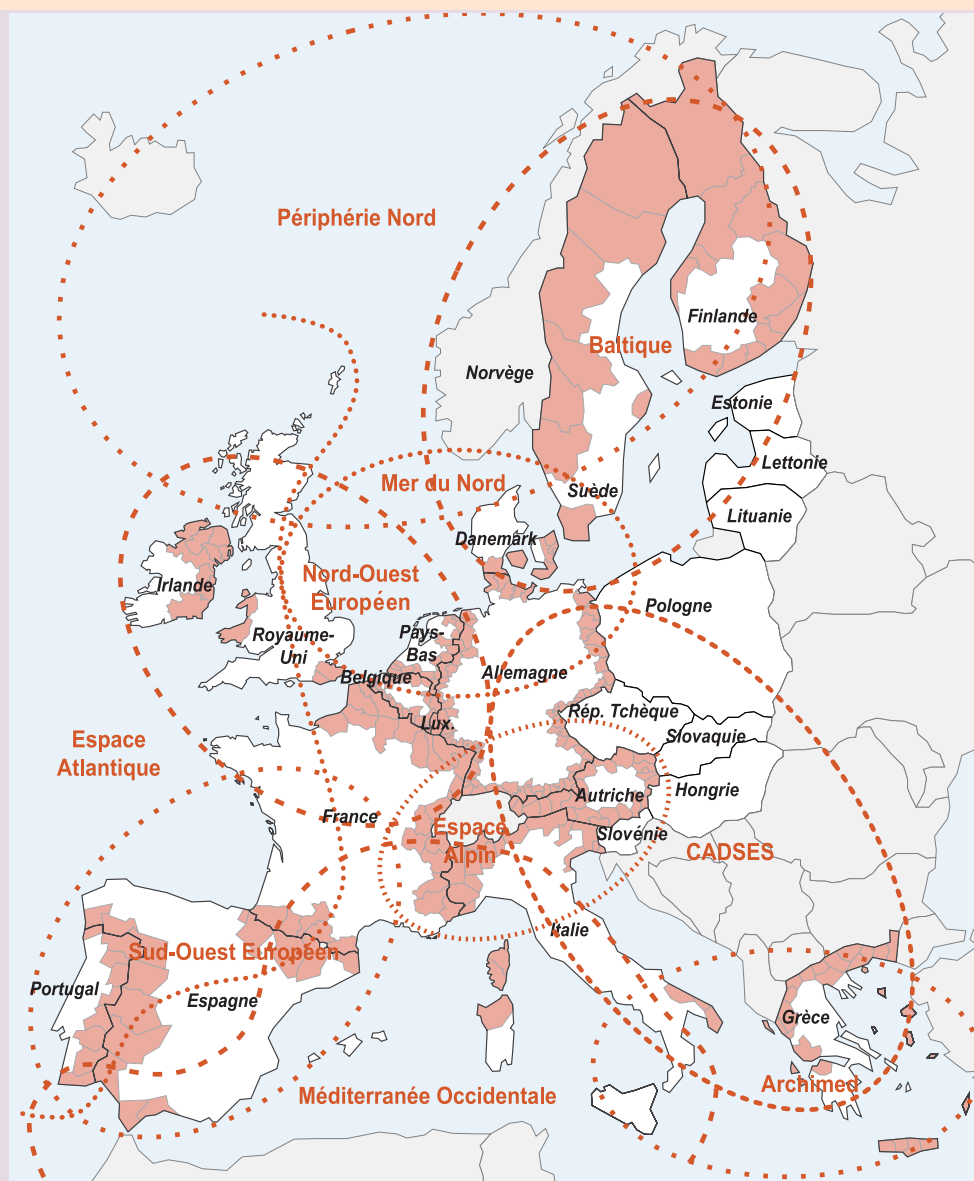 Périphérie Nord
Finlande
Baltique
Norvège
Estonie
Lettonie
Mer du Nord
Suède
Lituanie
Danemark
Nord-Ouest
Européen
Irlande
Pologne
Royaume-
Uni
Pays-
Bas
Belgique
Allemagne
Rép. Tchèque
Lux.
Slovaquie
Espace
Atlantique
Hongrie
Autriche
France
Espace
Alpin
Slovénie
CADSES
Italie
Sud-Ouest Européen
Portugal
Espagne
Grèce
Archimed
Méditerranée Occidentale